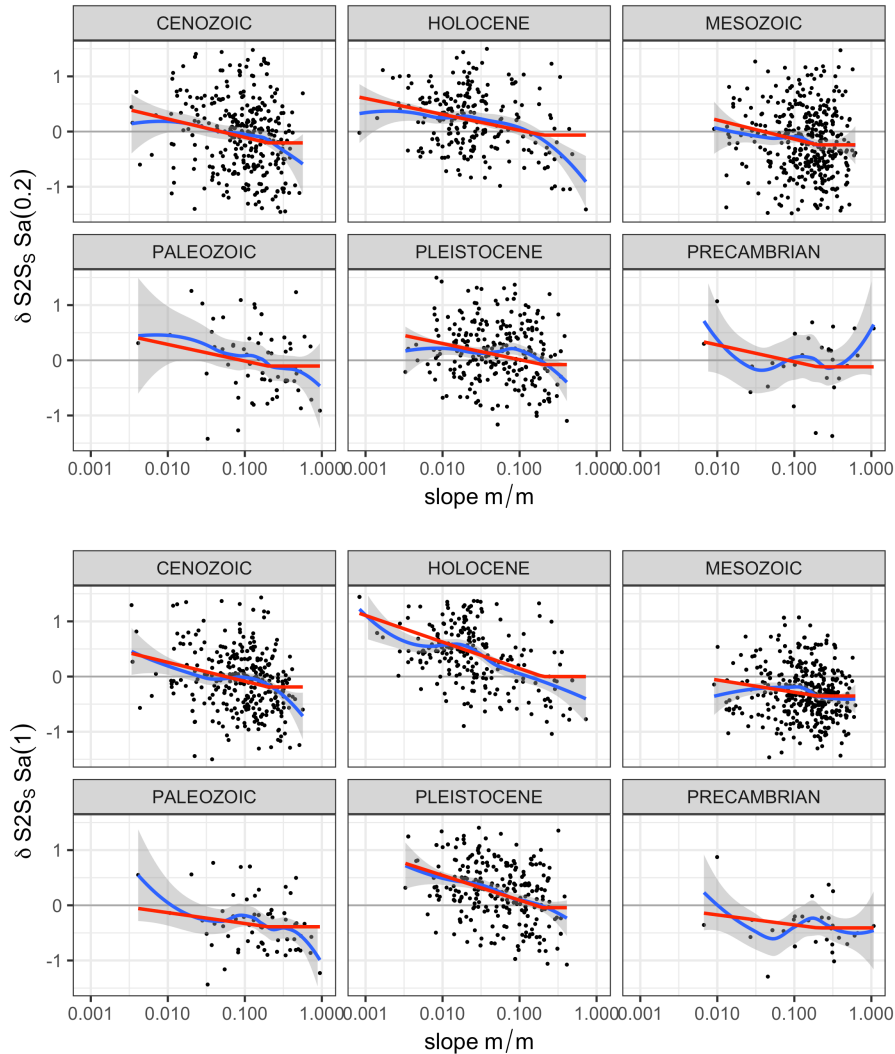 CENOZOIC HOLOCENE MESOZOIC
1
0
-1
PALEOZOIC PLEISTOCENE PRECAMBRIAN
1
0
-1
δ S2S_S Sa(0.2)
0.001 0.010 0.100 1.000 0.001 0.010 0.100 1.000 0.001 0.010 0.100 1.000
slope m/m
CENOZOIC HOLOCENE MESOZOIC
1
0
-1
PALEOZOIC PLEISTOCENE PRECAMBRIAN
1
0
-1
δ S2S_S Sa(1)
0.001 0.010 0.100 1.000 0.001 0.010 0.100 1.000 0.001 0.010 0.100 1.000
slope m/m